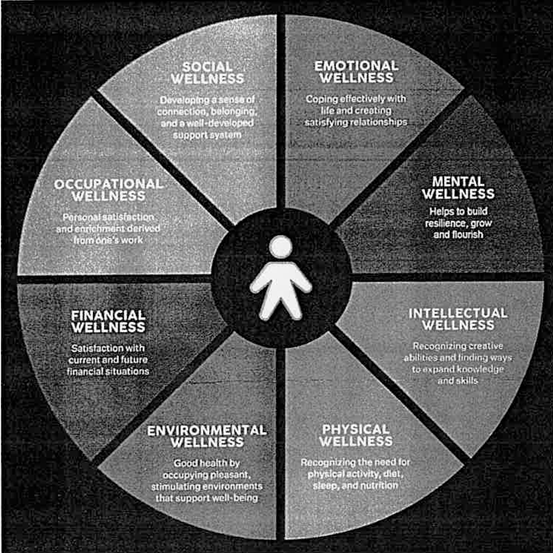 SOCIAL
WELLNESS
Developing a sense of
connection, belonging,
and a well-developed
support system
EMOTIONAL
WELLNESS
Coping effectively with
life and creating
satisfying relationships
MENTAL
WELLNESS
Helps to build
resilience, grow
and flourish
INTELLECTUAL
WELLNESS
Recognizing creative
abilities and finding ways
to expand knowledge
and skills
PHYSICAL
WELLNESS
Recognizing the need for
physical activity, diet,
sleep, and nutrition
ENVIRONMENTAL
WELLNESS
Good health by
occupying pleasant,
stimulating environments
that support well-being
FINANCIAL
WELLNESS
Satisfaction with
current and future
financial situations
OCCUPATIONAL
WELLNESS
Personal satisfaction
and enrichment derived
from one's work